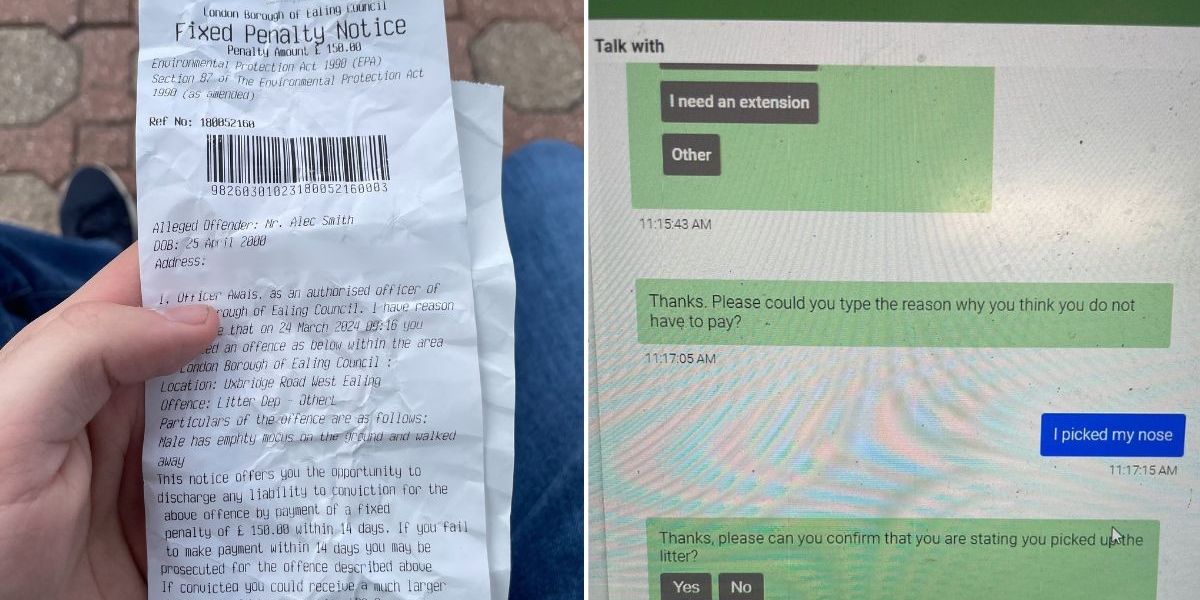 London Borough of Ealing Council
Fixed Penalty Notice
Penalty Amount £ 150.00
Environmental Protection Act 1990 (EPA)
Section 87 of The Environmental Protection Act
1990 (as amended)
Ref No: 180052160
98260301023180052160003
Alleged Offender: Mr. Alec Smith
DOB: 25 April 2000
Address:
I, Officer Awais, as an authorised officer of
rough of Ealing Council. I have reason
e that on 24 March 2024 09:16 you
ed an offence as below within the area
London Borough of Ealing Council :
Location: Uxbridge Road West Ealing
Offence: Litter Dep - OtherL
Particulars of the offence are as follows:
Male has emphty mocus on the ground and walked
away
This notice offers you the opportunity to
discharge any liability to conviction for the
above offence by payment of a fixed
penalty of £ 150.00 within 14 days. If you fail
to make payment within 14 days you may be
prosecuted for the offence described above
If convicted you could receive a much larger
Talk with
I need an extension
Other
11:15:43 AM
Thanks. Please could you type the reason why you think you do not
have to pay?
11:17:05 AM
I picked my nose
11:17:15 AM
Thanks, please can you confirm that you are stating you picked up the
litter?
Yes
No